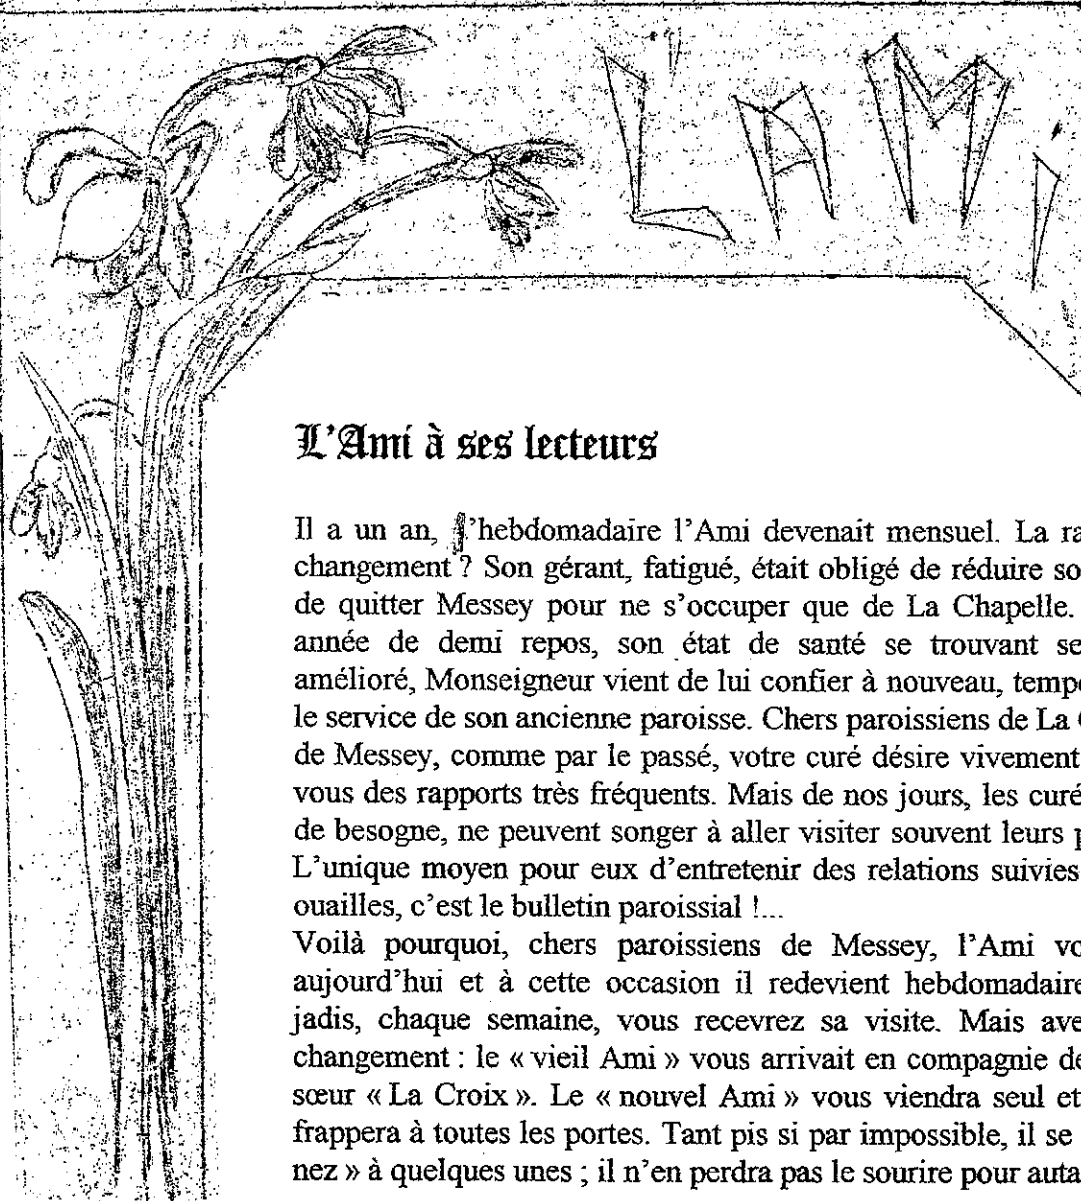 L'AMI
L'Ami à ses lecteurs
Il a un an, l'hebdomadaire l'Ami devenait mensuel. La ra
changement ? Son gérant, fatigué, était obligé de réduire so
de quitter Messey pour ne s'occuper que de La Chapelle.
année de demi repos, son état de santé se trouvant se
amélioré, Monseigneur vient de lui confier à nouveau, temp
le service de son ancienne paroisse. Chers paroissiens de La
de Messey, comme par le passé, votre curé désire vivement
vous des rapports très fréquents. Mais de nos jours, les curé
de besogne, ne peuvent songer à aller visiter souvent leurs p
L'unique moyen pour eux d'entretenir des relations suivies
ouailles, c'est le bulletin paroissial !...
Voilà pourquoi, chers paroissiens de Messey, l'Ami vo
aujourd'hui et à cette occasion il redevient hebdomadaire
jadis, chaque semaine, vous recevrez sa visite. Mais ave
changement : le « vieil Ami » vous arrivait en compagnie de
sœur « La Croix ». Le « nouvel Ami » vous viendra seul et
frappera à toutes les portes. Tant pis si par impossible, il se
nez » à quelques unes ; il n'en perdra pas le sourire pour auta